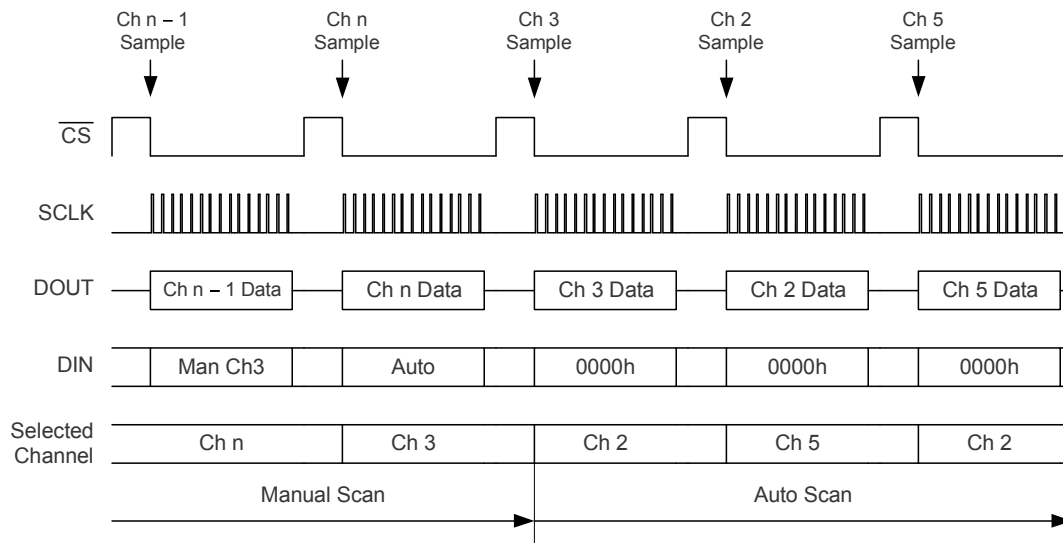 Ch n – 1 Sample
Ch n Sample
Ch 3 Sample
Ch 2 Sample
Ch 5 Sample
CS
SCLK
DOUT Ch n – 1 Data Ch n Data Ch 3 Data Ch 2 Data Ch 5 Data
DIN Man Ch3 Auto 0000h 0000h 0000h
Selected Channel Ch n Ch 3 Ch 2 Ch 5 Ch 2
Manual Scan Auto Scan